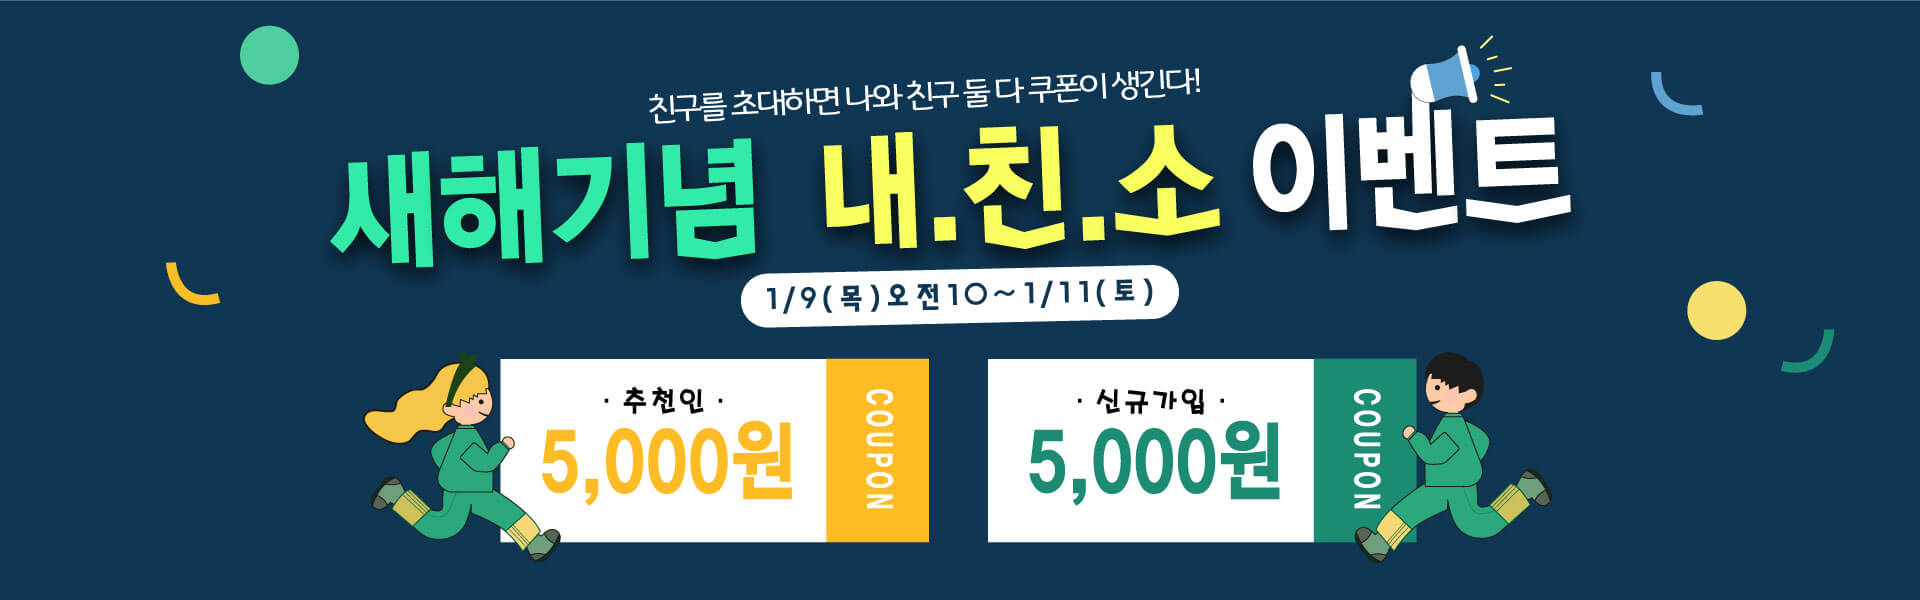 친구를 초대하면 나와 친구 둘 다 쿠폰이 생긴다!
새해기념 내.친.소 이벤트
1/9(목)오전10~1/11(토)
· 추천인 ·
5,000원
COUPON
· 신규가입 ·
5,000원
COUPON